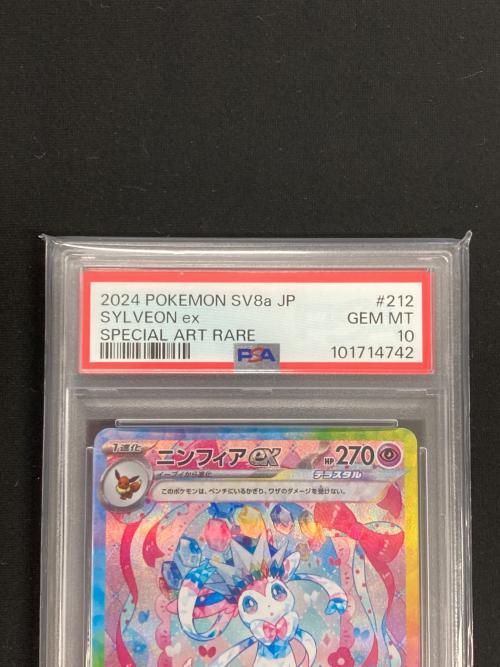 2024 POKEMON SV8a JP #212
SYLVEON ex GEM MT
SPECIAL ART RARE 10
PSA 101714742
1進化 ニンフィアex HP 270
イーブイから進化 テラスタル
このポケモンは、ベンチにいるかぎり、ワザのダメージを受けない。